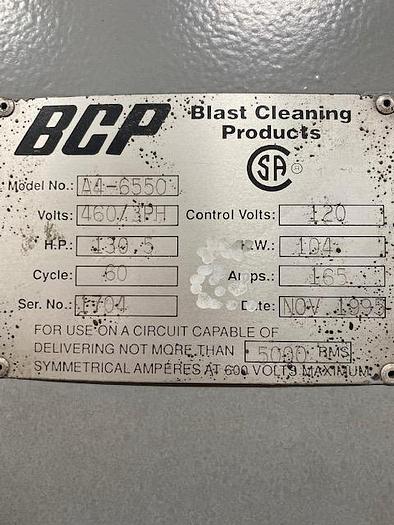 BCP Blast Cleaning
Products
CSA ®
Model No.: A4-6550
Volts: 460/3PH Control Volts: 120
H.P.: 130.5 K.W.: 104
Cycle: 60 Amps.: 165
Ser. No.: 1704 Date: NOV 1995
FOR USE ON A CIRCUIT CAPABLE OF
DELIVERING NOT MORE THAN 5000 RMS
SYMMETRICAL AMPERES AT 600 VOLTS MAXIMUM